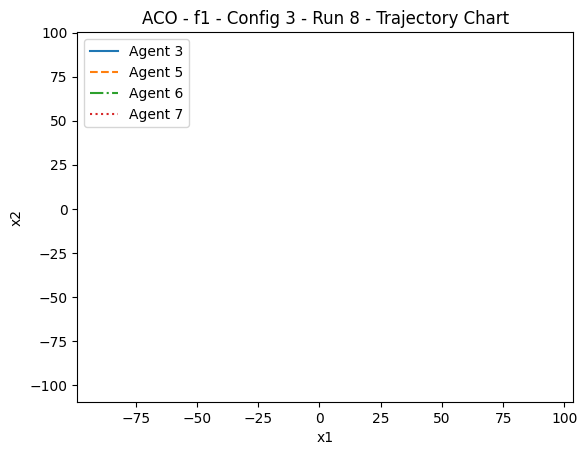 ACO - f1 - Config 3 - Run 8 - Trajectory Chart
Agent 3
Agent 5
Agent 6
Agent 7
100
75
50
25
0
−25
−50
−75
−100
x2
−75
−50
−25
0
25
50
75
100
x1